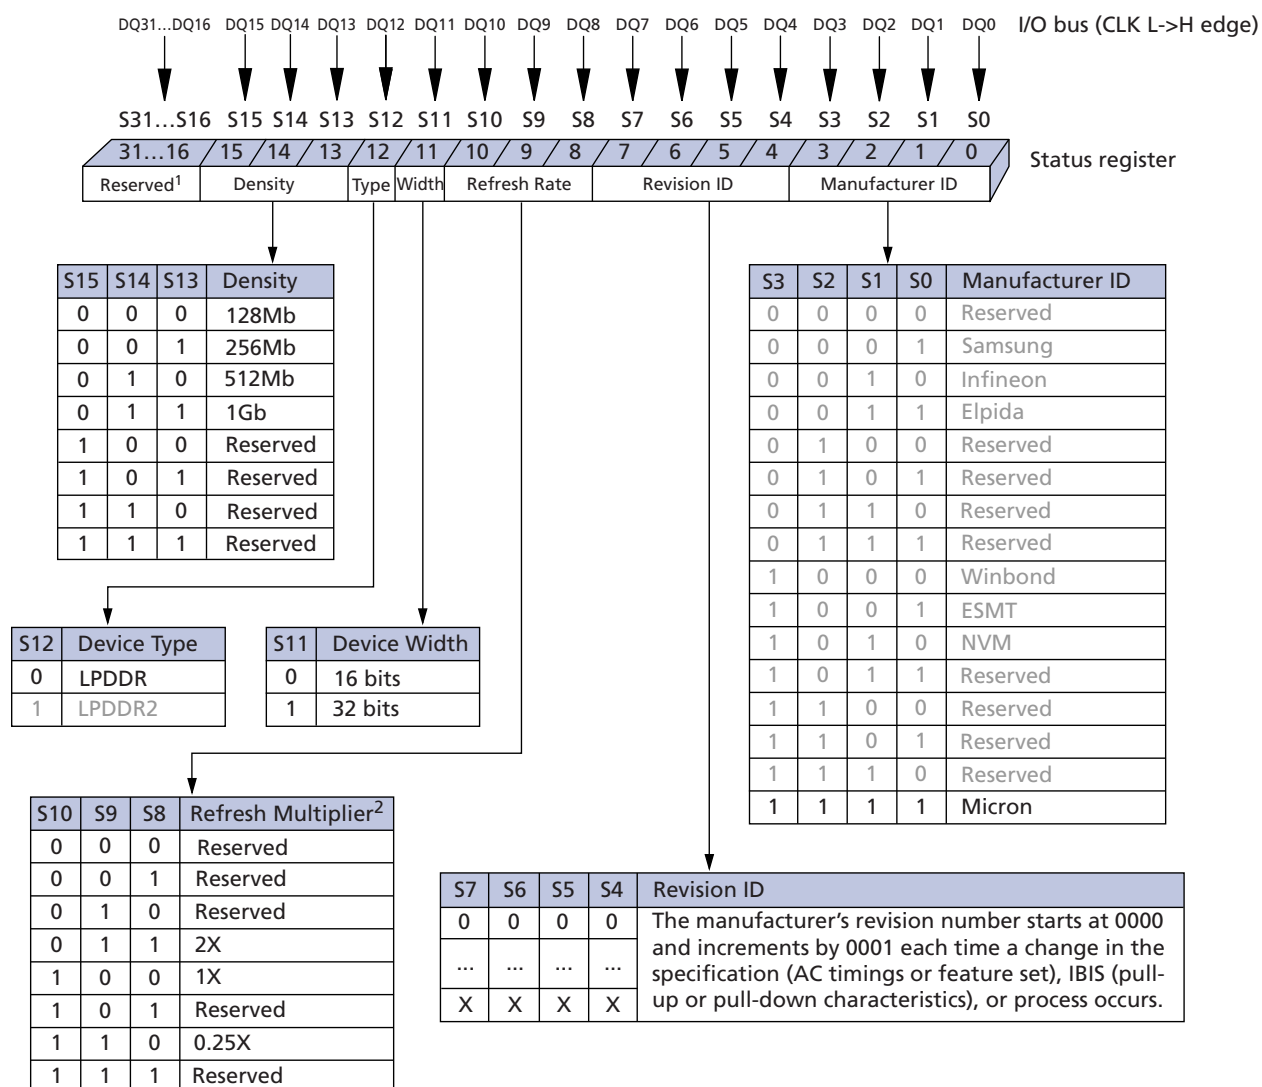 DQ31...DQ16 DQ15 DQ14 DQ13 DQ12 DQ11 DQ10 DQ9 DQ8 DQ7 DQ6 DQ5 DQ4 DQ3 DQ2 DQ1 DQ0 I/O bus (CLK L->H edge)
S31...S16 S15 S14 S13 S12 S11 S10 S9 S8 S7 S6 S5 S4 S3 S2 S1 S0
31...16 15 14 13 12 11 10 9 8 7 6 5 4 3 2 1 0 Status register
Reserved1 Density Type Width Refresh Rate Revision ID Manufacturer ID
S15 S14 S13 Density
0 0 0 128Mb
0 0 1 256Mb
0 1 0 512Mb
0 1 1 1Gb
1 0 0 Reserved
1 0 1 Reserved
1 1 0 Reserved
1 1 1 Reserved
S3 S2 S1 S0 Manufacturer ID
0 0 0 0 Reserved
0 0 0 1 Samsung
0 0 1 0 Infineon
0 0 1 1 Elpida
0 1 0 0 Reserved
0 1 0 1 Reserved
0 1 1 0 Reserved
0 1 1 1 Reserved
1 0 0 0 Winbond
1 0 0 1 ESMT
1 0 1 0 NVM
1 0 1 1 Reserved
1 1 0 0 Reserved
1 1 0 1 Reserved
1 1 1 0 Reserved
1 1 1 1 Micron
S12 Device Type
0 LPDDR
1 LPDDR2
S11 Device Width
0 16 bits
1 32 bits
S10 S9 S8 Refresh Multiplier2
0 0 0 Reserved
0 0 1 Reserved
0 1 0 Reserved
0 1 1 2X
1 0 0 1X
1 0 1 Reserved
1 1 0 0.25X
1 1 1 Reserved
S7 S6 S5 S4 Revision ID
0 0 0 0 The manufacturer's revision number starts at 0000
and increments by 0001 each time a change in the
... ... ... ... specification (AC timings or feature set), IBIS (pull-
X X X X up or pull-down characteristics), or process occurs.